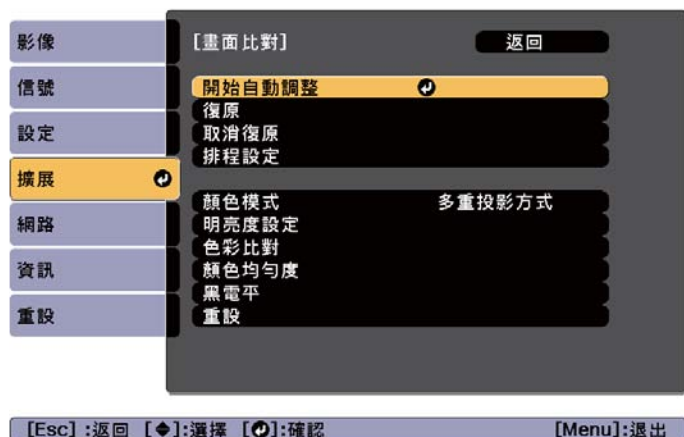 影像
信號
設定
擴展
網路
資訊
重設
[畫面比對] 返回
開始自動調整
復原
取消復原
排程設定
顏色模式 多重投影方式
明亮度設定
色彩比對
顏色均勻度
黑電平
重設
[Esc] :返回 [◆]:選擇 [↵]:確認 [Menu]:退出